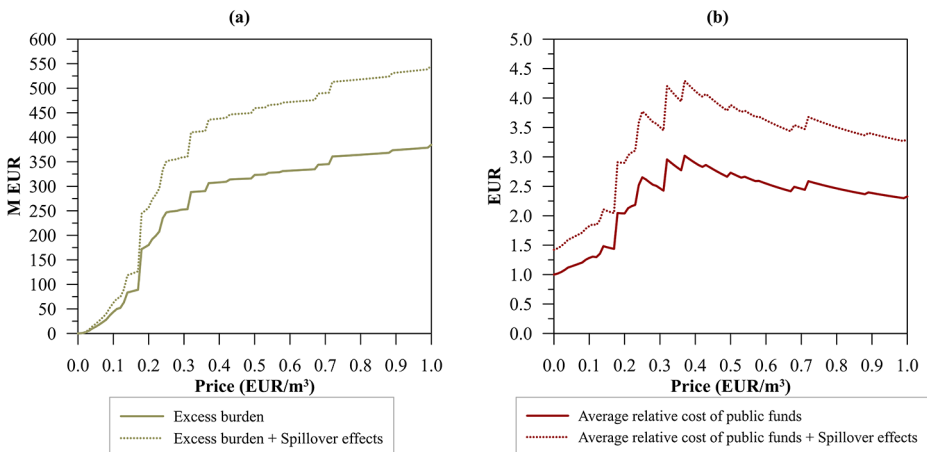 (a)
600
550
500
450
400
350
300
250
200
150
100
50
0
M EUR
0.0 0.1 0.2 0.3 0.4 0.5 0.6 0.7 0.8 0.9 1.0
Price (EUR/m³)
Excess burden
Excess burden + Spillover effects
(b)
5.0
4.5
4.0
3.5
3.0
2.5
2.0
1.5
1.0
0.5
0.0
EUR
0.0 0.1 0.2 0.3 0.4 0.5 0.6 0.7 0.8 0.9 1.0
Price (EUR/m³)
Average relative cost of public funds
Average relative cost of public funds + Spillover effects